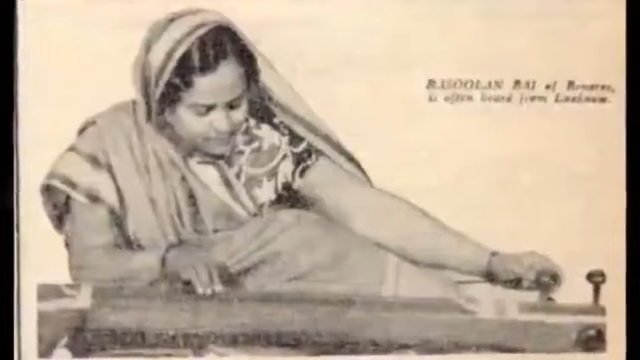 RASOOLAN BAI of Benares,
is often heard from Lucknow.